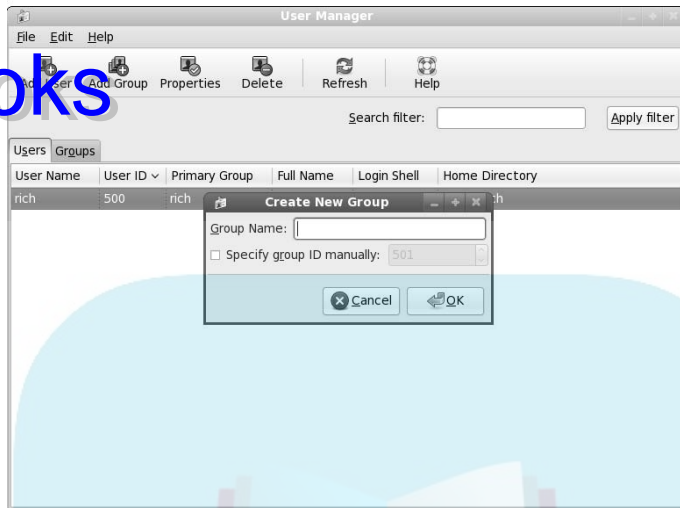 User Manager
File Edit Help
oks
Add User Add Group Properties Delete Refresh Help
Search filter: Apply filter
Users Groups
User Name User ID Primary Group Full Name Login Shell Home Directory
rich 500 rich
Create New Group
Group Name:
Specify group ID manually: 501
Cancel OK